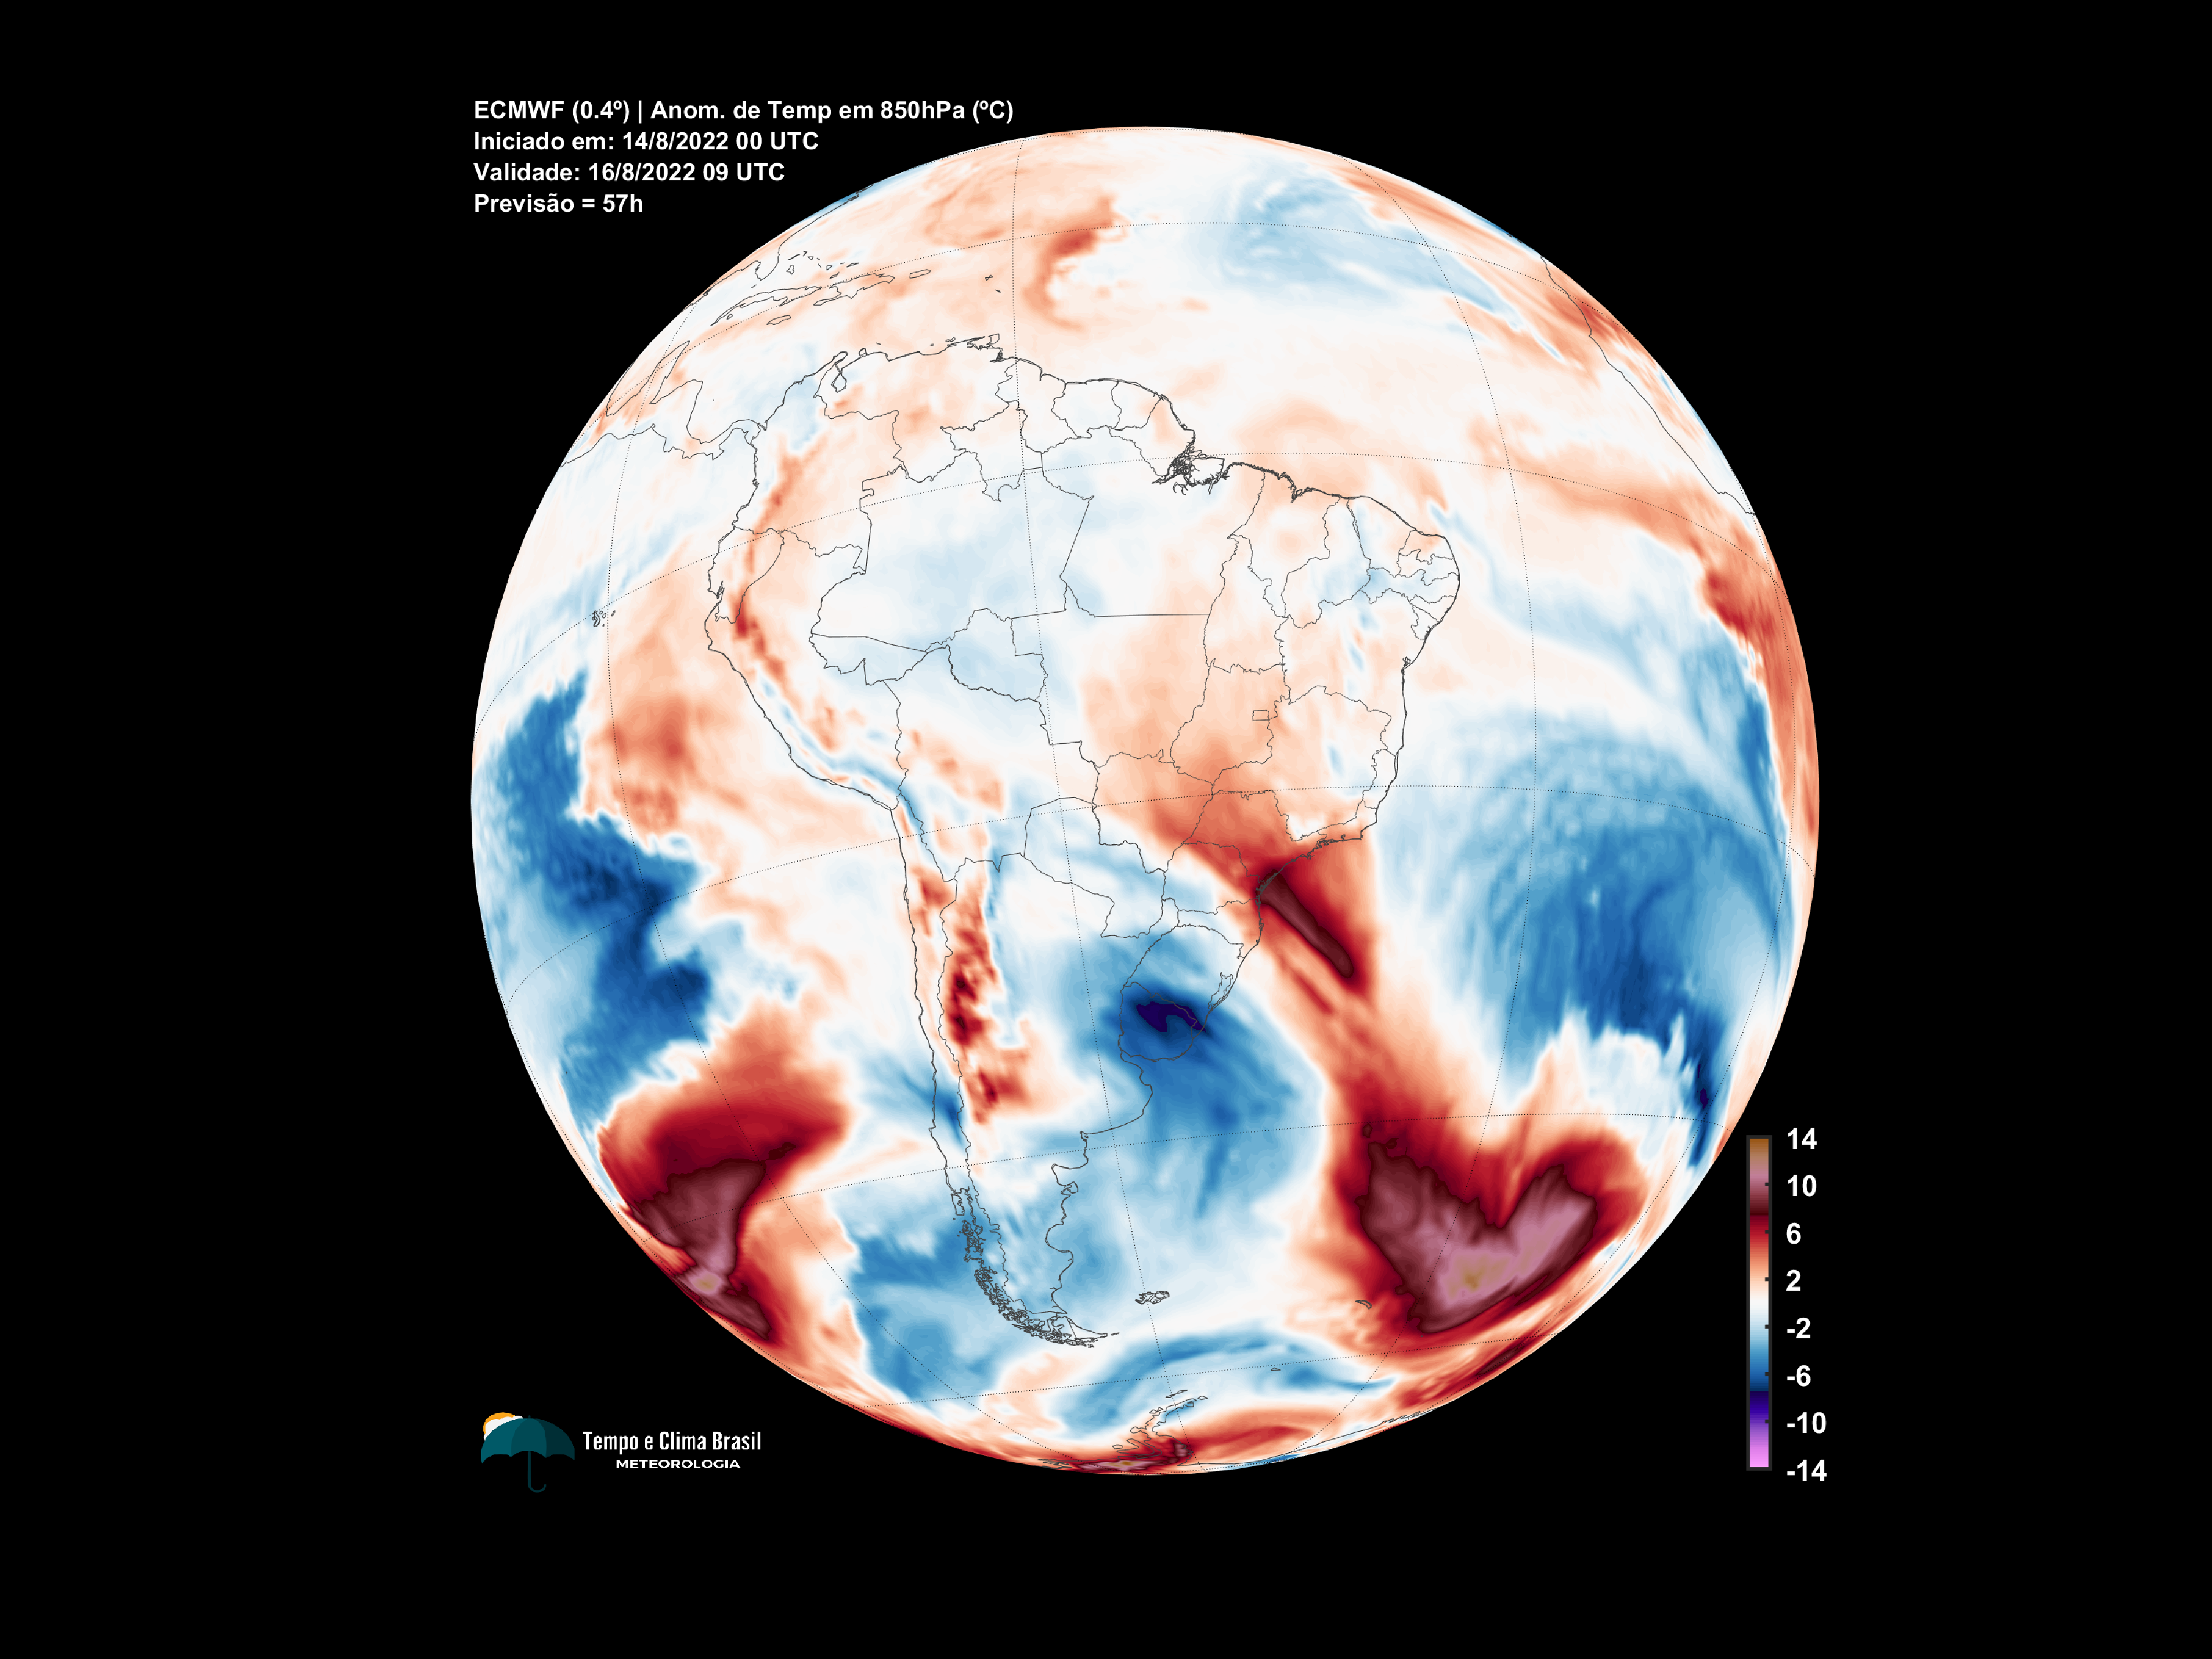 ECMWF (0.4º) | Anom. de Temp em 850hPa (ºC)
Iniciado em: 14/8/2022 00 UTC
Validade: 16/8/2022 09 UTC
Previsão = 57h
14
10
6
2
-2
-6
-10
-14
Tempo e Clima Brasil
METEOROLOGIA